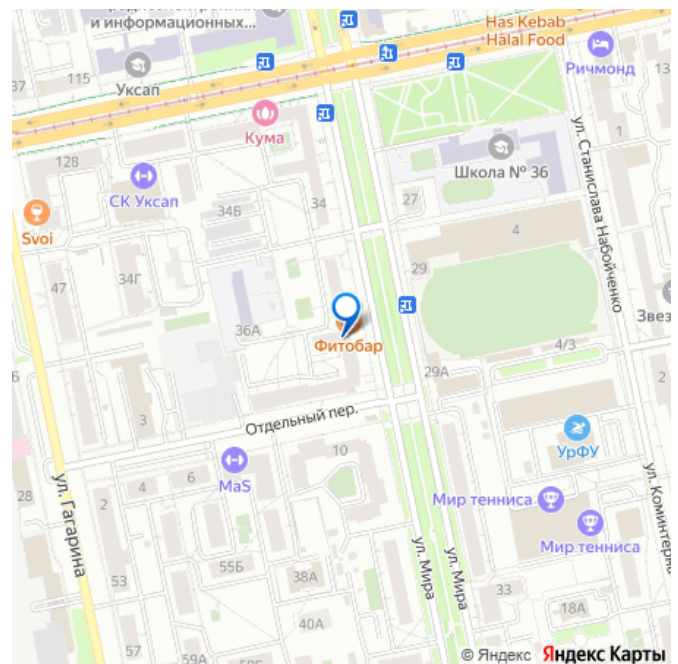 и информационных...
Has Kebab
Halal Food
Ричмонд
115
37
Уксап
Кума
128
1
Школа № 36
ул. Станислава Набойченко
СК Уксап
34Б
34
27
4
Svoi
34Г
29
47
36А
Фитобар
4/3
29А
2
3
Отдельный пер.
10
УрФУ
MaS
6
4
2
28
ул. Гагарина
Мир тенниса
Мир тенниса
ул. Коминтерна
ул. Мира
ул. Мира
55Б
53
38А
33
18А
40А
57
59А
© Яндекс Яндекс Карты